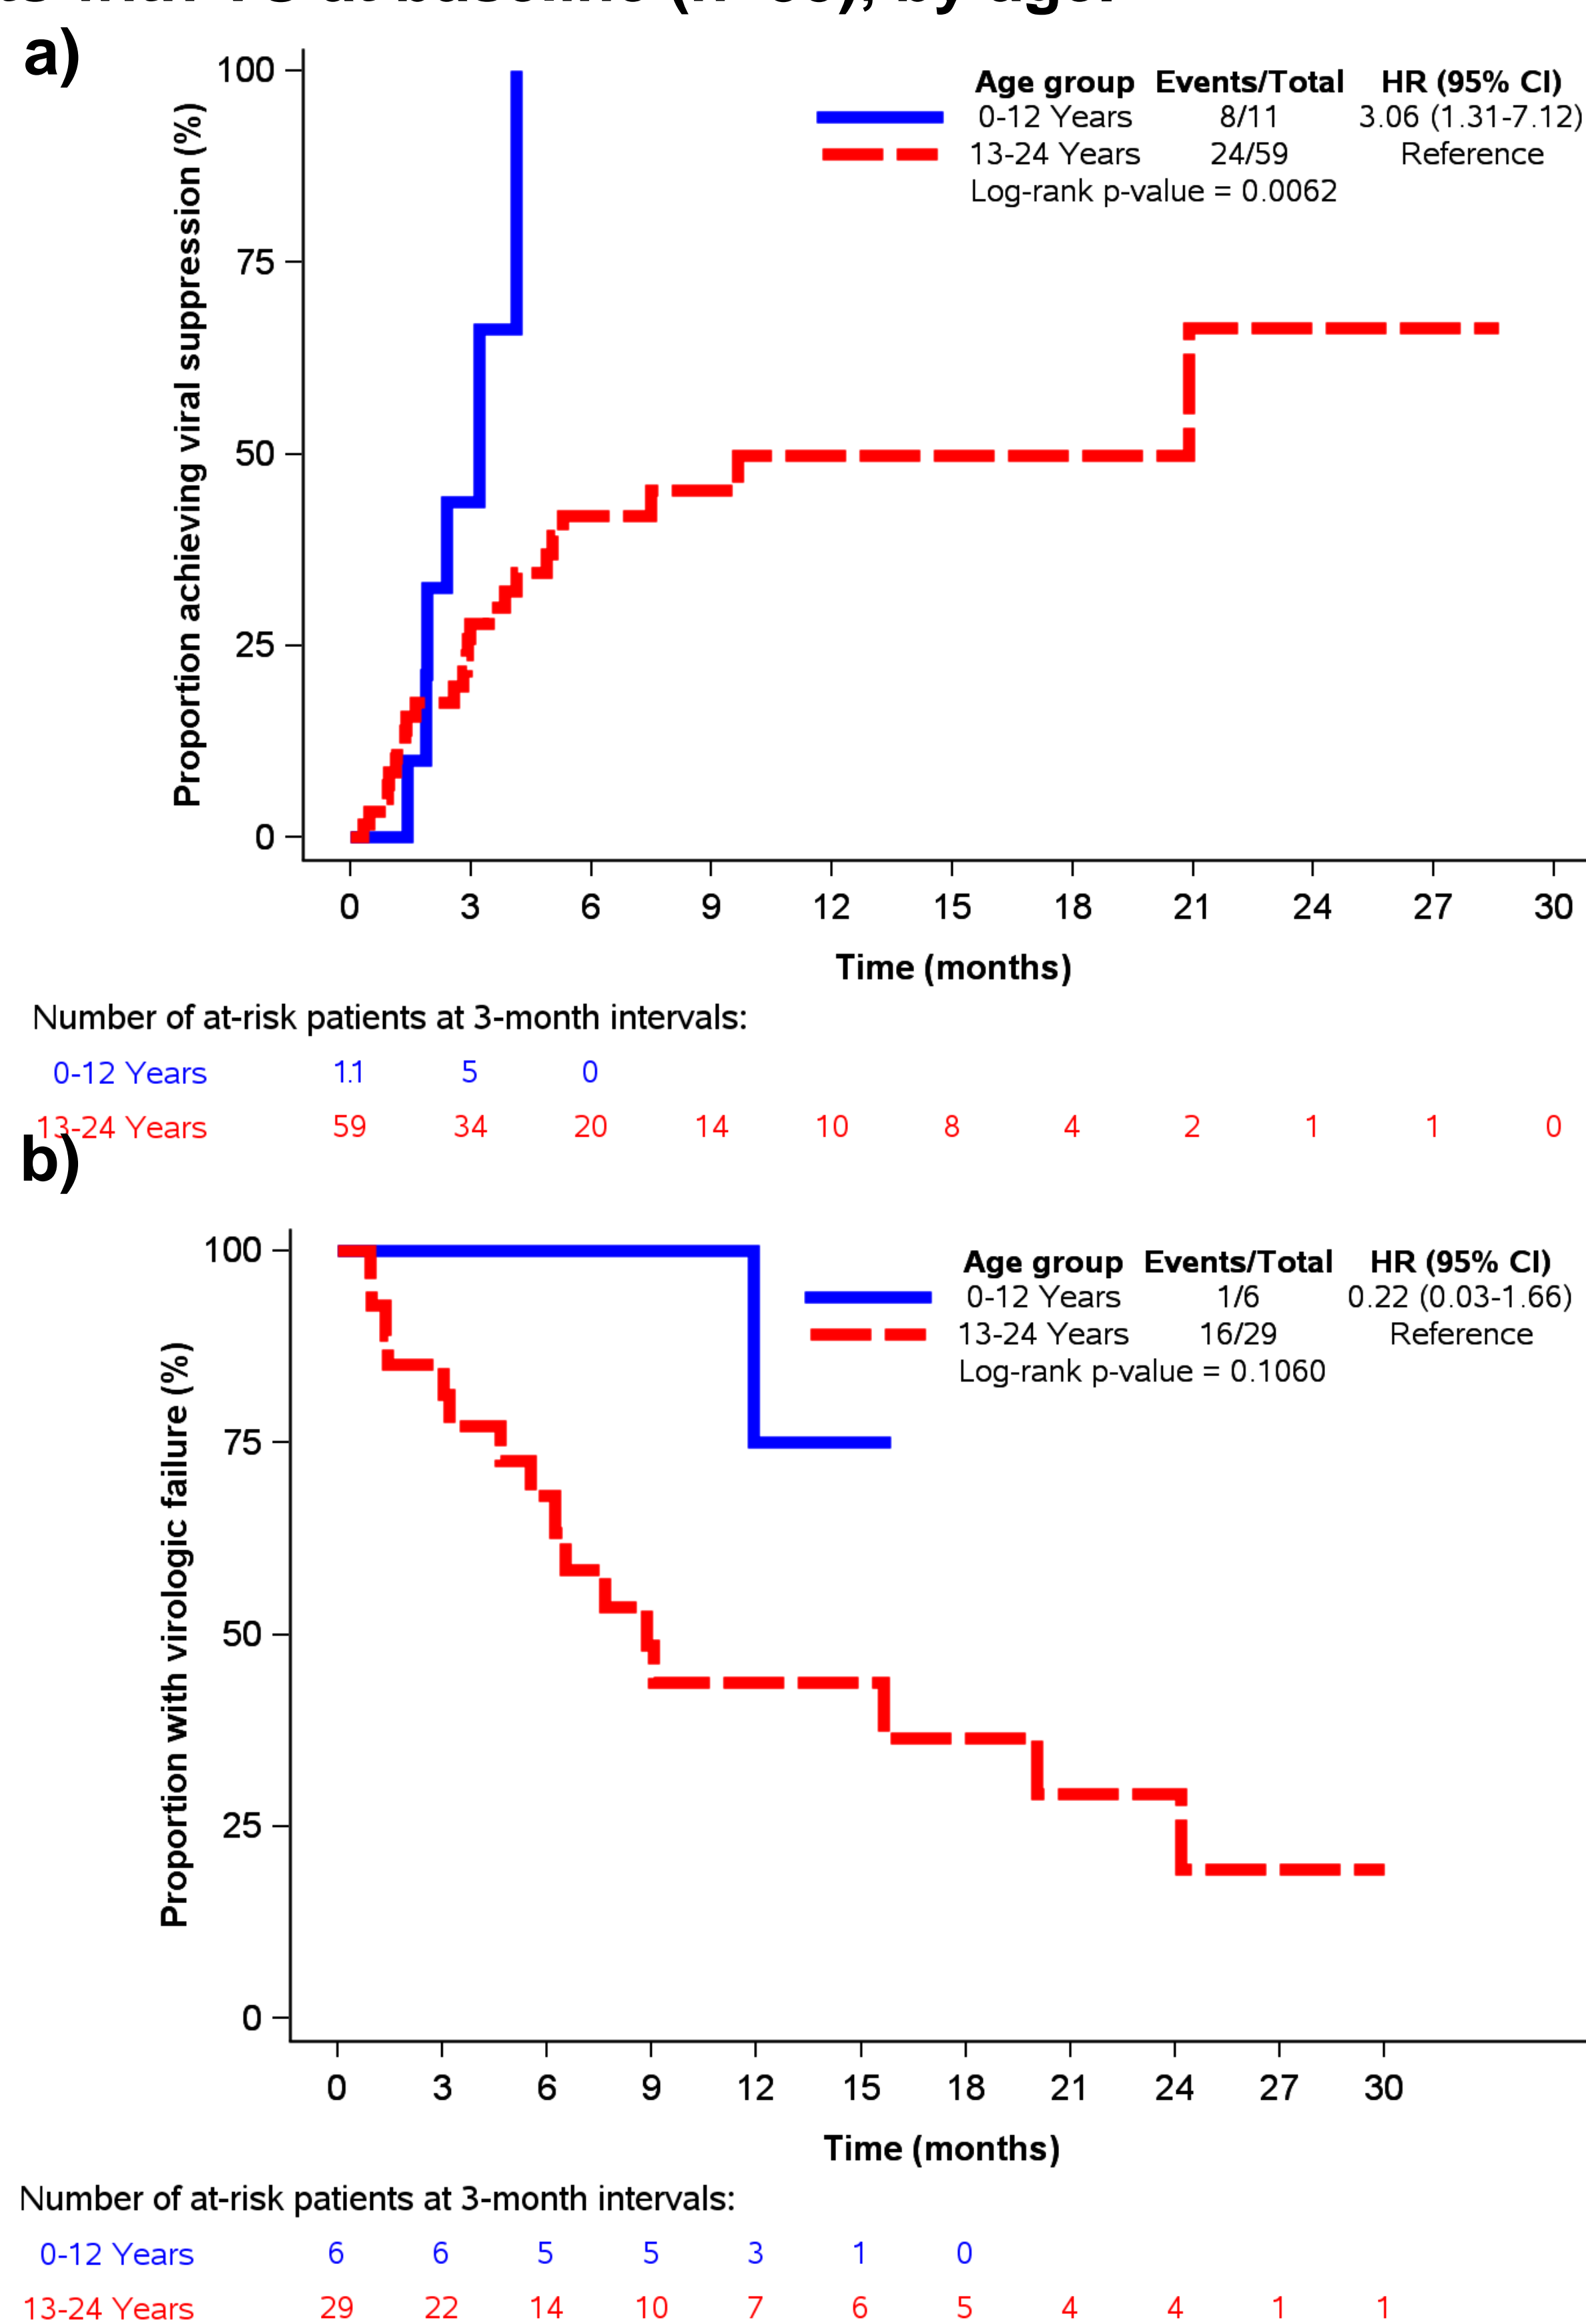 a)
Age group Events/Total HR (95% CI)
0-12 Years 8/11 3.06 (1.31-7.12)
13-24 Years 24/59 Reference
Log-rank p-value = 0.0062
Proportion achieving viral suppression (%)
100
75
50
25
0
0 3 6 9 12 15 18 21 24 27 30
Time (months)
Number of at-risk patients at 3-month intervals:
0-12 Years 11 5 0
13-24 Years 59 34 20 14 10 8 4 2 1 1 0
b)
Age group Events/Total HR (95% CI)
0-12 Years 1/6 0.22 (0.03-1.66)
13-24 Years 16/29 Reference
Log-rank p-value = 0.1060
Proportion with virologic failure (%)
100
75
50
25
0
0 3 6 9 12 15 18 21 24 27 30
Time (months)
Number of at-risk patients at 3-month intervals:
0-12 Years 6 6 5 5 3 1 0
13-24 Years 29 22 14 10 7 6 5 4 4 1 1